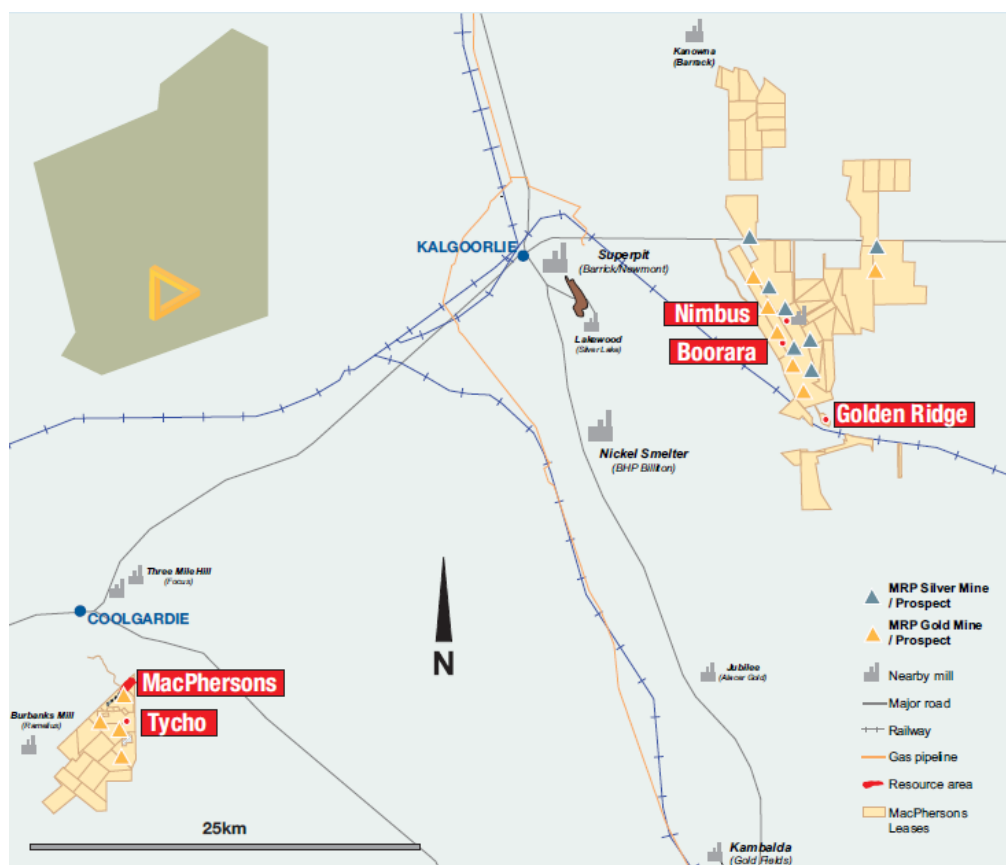 Kanowna
(Barrack)
KALGOORLIE
Superpit
(Barrick/Newmont)
Lakewood
(Silver Lake)
Nimbus
Boorara
Golden Ridge
Nickel Smelter
(BHP Billiton)
Three Mile Hill
(Focus)
COOLGARDIE
N
MacPhersons
Tycho
Burbanks Mill
(Ramelius)
Jubilee
(Alacer Gold)
Kambalda
(Gold Fields)
25km
MRP Silver Mine
/ Prospect
MRP Gold Mine
/ Prospect
Nearby mill
Major road
Railway
Gas pipeline
Resource area
MacPhersons
Leases